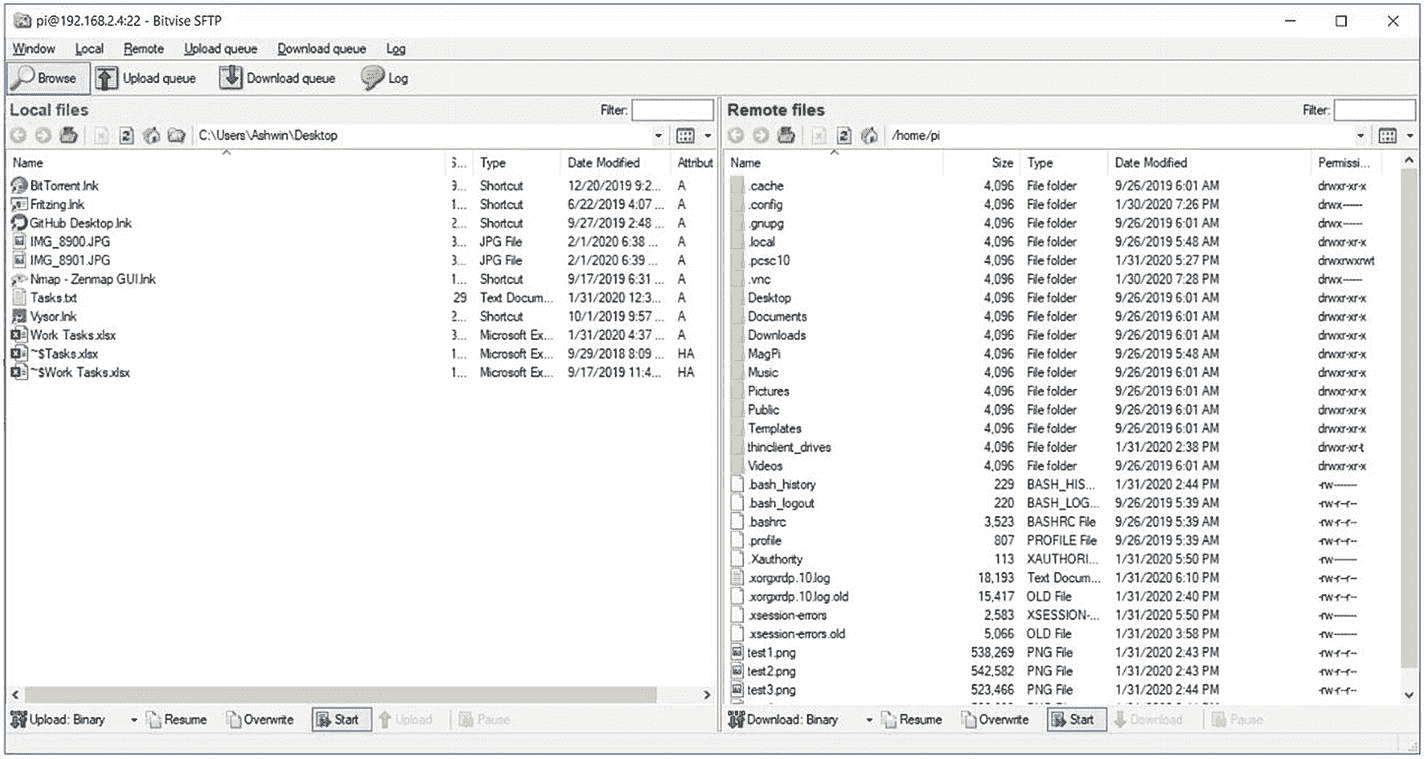 pi@192.168.2.4:22 - Bitvise SFTP
Window Local Remote Upload queue Download queue Log
Browse Upload queue Download queue Log
Local files Filter:
C:\Users\Ashwin\Desktop
Name S... Type Date Modified Attribut
BitTorrent.lnk 9... Shortcut 12/20/2019 9:2... A
Fritzing.lnk 1... Shortcut 6/22/2019 4:07 ... A
GitHub Desktop.lnk 2... Shortcut 9/27/2019 2:48 ... A
IMG_8900.JPG 3... JPG File 2/1/2020 6:38 ... A
IMG_8901.JPG 3... JPG File 2/1/2020 6:39 ... A
Nmap - Zenmap GUI.lnk 1... Shortcut 9/17/2019 6:31 ... A
Tasks.txt 29 Text Docum... 1/31/2020 12:3... A
Vysor.lnk 2... Shortcut 10/1/2019 9:57 ... A
Work Tasks.xlsx 3... Microsoft Ex... 1/31/2020 4:37 ... A
~$Tasks.xlsx 1... Microsoft Ex... 9/29/2018 8:09 ... HA
~$Work Tasks.xlsx 1... Microsoft Ex... 9/17/2019 11:4... HA
Upload: Binary Resume Overwrite Start Upload Pause
Remote files Filter:
/home/pi
Name Size Type Date Modified Permissi...
.cache 4,096 File folder 9/26/2019 6:01 AM drwxr-xr-x
.config 4,096 File folder 1/30/2020 7:26 PM drwx------
.gnupg 4,096 File folder 9/26/2019 6:01 AM drwx------
.local 4,096 File folder 9/26/2019 5:48 AM drwxr-xr-x
.pcsc10 4,096 File folder 1/31/2020 5:27 PM drwxrwxrwt
.vnc 4,096 File folder 1/30/2020 7:28 PM drwx------
Desktop 4,096 File folder 9/26/2019 6:01 AM drwxr-xr-x
Documents 4,096 File folder 9/26/2019 6:01 AM drwxr-xr-x
Downloads 4,096 File folder 9/26/2019 6:01 AM drwxr-xr-x
MagPi 4,096 File folder 9/26/2019 5:48 AM drwxr-xr-x
Music 4,096 File folder 9/26/2019 6:01 AM drwxr-xr-x
Pictures 4,096 File folder 9/26/2019 6:01 AM drwxr-xr-x
Public 4,096 File folder 9/26/2019 6:01 AM drwxr-xr-x
Templates 4,096 File folder 9/26/2019 6:01 AM drwxr-xr-x
thinclient_drives 4,096 File folder 1/31/2020 2:38 PM drwxr-xr-t
Videos 4,096 File folder 9/26/2019 6:01 AM drwxr-xr-x
.bash_history 229 BASH_HIS... 1/31/2020 2:44 PM -rw-------
.bash_logout 220 BASH_LOG... 9/26/2019 5:39 AM -rw-r--r--
.bashrc 3,523 BASHRC File 9/26/2019 5:39 AM -rw-r--r--
.profile 807 PROFILE File 9/26/2019 5:39 AM -rw-r--r--
.Xauthority 113 XAUTHORI... 1/31/2020 5:50 PM -rw-------
.xorgxrdp.10.log 18,193 Text Docum... 1/31/2020 6:10 PM -rw-r--r--
.xorgxrdp.10.log.old 15,417 OLD File 1/31/2020 2:40 PM -rw-r--r--
.xsession-errors 2,583 XSESSION-... 1/31/2020 5:50 PM -rw-------
.xsession-errors.old 5,066 OLD File 1/31/2020 3:58 PM -rw-------
test1.png 538,269 PNG File 1/31/2020 2:43 PM -rw-r--r--
test2.png 542,582 PNG File 1/31/2020 2:43 PM -rw-r--r--
test3.png 523,466 PNG File 1/31/2020 2:44 PM -rw-r--r--
Download: Binary Resume Overwrite Start Download Pause